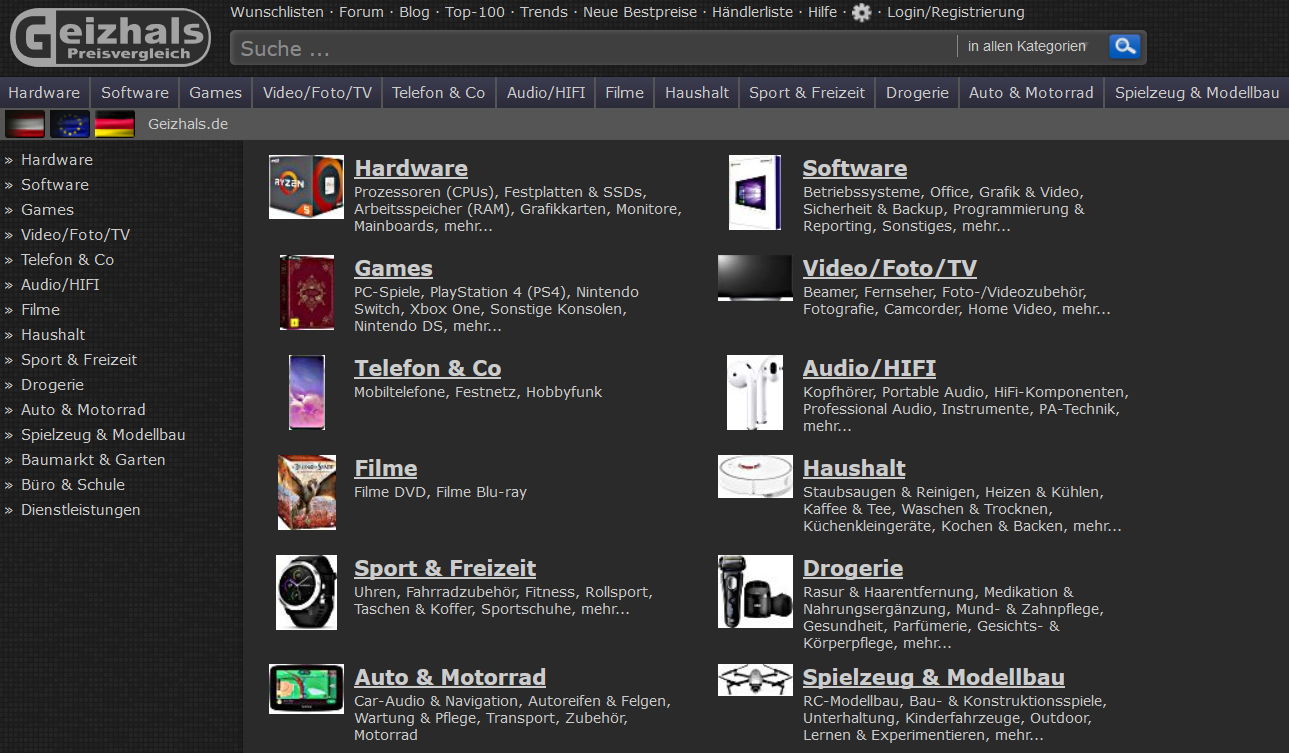 Geizhals
Preisvergleich
Wunschlisten · Forum · Blog · Top-100 · Trends · Neue Bestpreise · Händlerliste · Hilfe · · Login/Registrierung
Suche ... in allen Kategorien
Hardware Software Games Video/Foto/TV Telefon & Co Audio/HIFI Filme Haushalt Sport & Freizeit Drogerie Auto & Motorrad Spielzeug & Modellbau
Geizhals.de
» Hardware
» Software
» Games
» Video/Foto/TV
» Telefon & Co
» Audio/HIFI
» Filme
» Haushalt
» Sport & Freizeit
» Drogerie
» Auto & Motorrad
» Spielzeug & Modellbau
» Baumarkt & Garten
» Büro & Schule
» Dienstleistungen
RYZEN
Hardware
Prozessoren (CPUs), Festplatten & SSDs,
Arbeitsspeicher (RAM), Grafikkarten, Monitore,
Mainboards, mehr...
Software
Betriebssysteme, Office, Grafik & Video,
Sicherheit & Backup, Programmierung &
Reporting, Sonstiges, mehr...
Games
PC-Spiele, PlayStation 4 (PS4), Nintendo
Switch, Xbox One, Sonstige Konsolen,
Nintendo DS, mehr...
Video/Foto/TV
Beamer, Fernseher, Foto-/Videozubehör,
Fotografie, Camcorder, Home Video, mehr...
Telefon & Co
Mobiltelefone, Festnetz, Hobbyfunk
Audio/HIFI
Kopfhörer, Portable Audio, HiFi-Komponenten,
Professional Audio, Instrumente, PA-Technik,
mehr...
Filme
Filme DVD, Filme Blu-ray
Haushalt
Staubsaugen & Reinigen, Heizen & Kühlen,
Kaffee & Tee, Waschen & Trocknen,
Küchenkleingeräte, Kochen & Backen, mehr...
Sport & Freizeit
Uhren, Fahrradzubehör, Fitness, Rollsport,
Taschen & Koffer, Sportschuhe, mehr...
Drogerie
Rasur & Haarentfernung, Medikation &
Nahrungsergänzung, Mund- & Zahnpflege,
Gesundheit, Parfümerie, Gesichts- &
Körperpflege, mehr...
Auto & Motorrad
Car-Audio & Navigation, Autoreifen & Felgen,
Wartung & Pflege, Transport, Zubehör,
Motorrad
Spielzeug & Modellbau
RC-Modellbau, Bau- & Konstruktionsspiele,
Unterhaltung, Kinderfahrzeuge, Outdoor,
Lernen & Experimentieren, mehr...